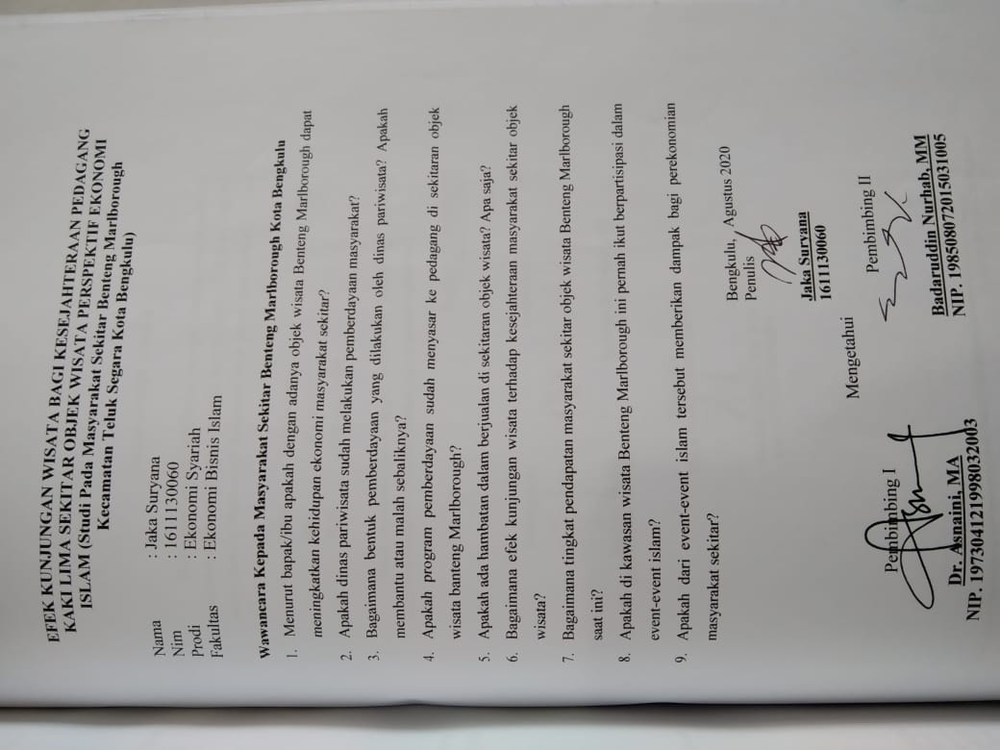 EFEK KUNJUNGAN WISATA BAGI KESEJAHTERAAN PEDAGANG
KAKI LIMA SEKITAR OBJEK WISATA PERSPEKTIF EKONOMI
ISLAM (Studi Pada Masyarakat Sekitar Benteng Marlborough
Kecamatan Teluk Segara Kota Bengkulu)
Nama : Jaka Suryana
Nim : 1611130060
Prodi : Ekonomi Syariah
Fakultas : Ekonomi Bisnis Islam
Wawancara Kepada Masyarakat Sekitar Benteng Marlborough Kota Bengkulu
1. Menurut bapak/ibu apakah dengan adanya objek wisata Benteng Marlborough dapat
meningkatkan kehidupan ekonomi masyarakat sekitar?
2. Apakah dinas pariwisata sudah melakukan pemberdayaan masyarakat?
3. Bagaimana bentuk pemberdayaan yang dilakukan oleh dinas pariwisata? Apakah
membantu atau malah sebaliknya?
4. Apakah program pemberdayaan sudah menyasar ke pedagang di sekitaran objek
wisata banteng Marlborough?
5. Apakah ada hambatan dalam berjualan di sekitaran objek wisata? Apa saja?
6. Bagaimana efek kunjungan wisata terhadap kesejahteraan masyarakat sekitar objek
wisata?
7. Bagaimana tingkat pendapatan masyarakat sekitar objek wisata Benteng Marlborough
saat ini?
8. Apakah di kawasan wisata Benteng Marlborough ini pernah ikut berpartisipasi dalam
event-event islam?
9. Apakah dari event-event islam tersebut memberikan dampak bagi perekonomian
masyarakat sekitar?
Bengkulu, Agustus 2020
Penulis
Jaka Suryana
1611130060
Mengetahui
Pembimbing I Pembimbing II
Dr. Asnaini, MA Badaruddin Nurhab, MM
NIP. 197304121998032003 NIP. 198508072015031005